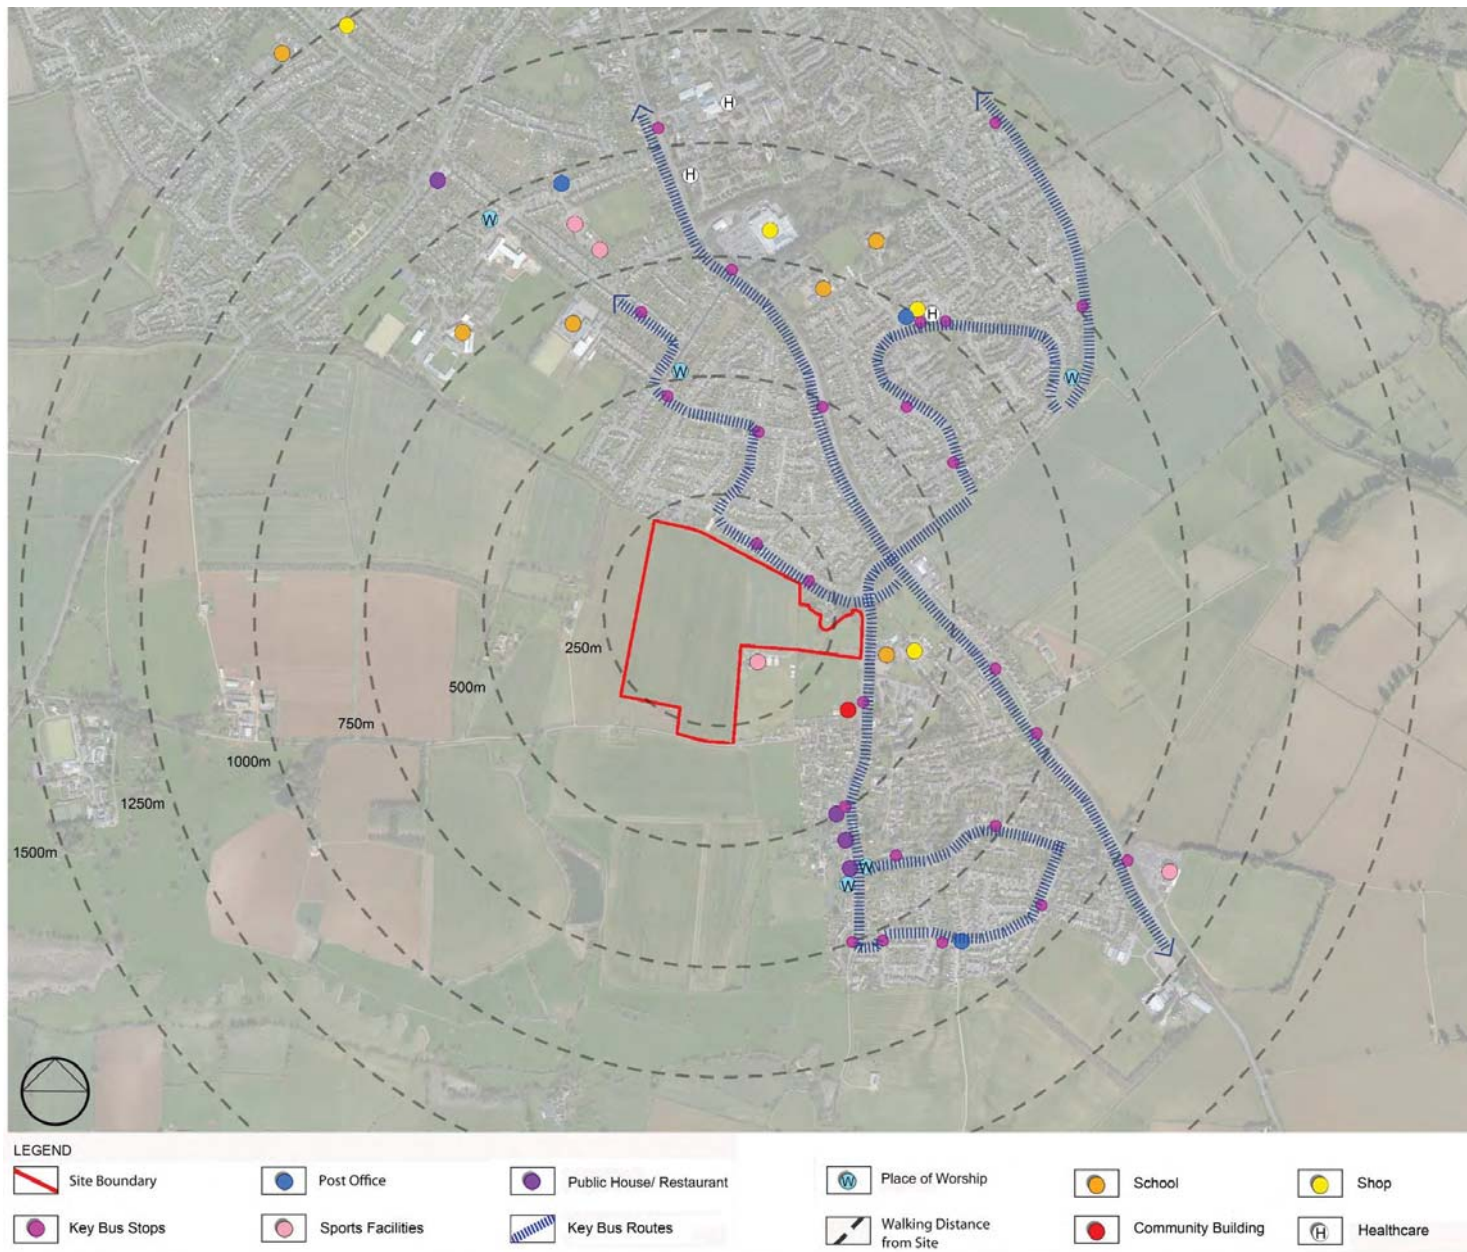 H
H
W
H
W
W
250m
500m
750m
1000m
1250m
1500m
W
W
LEGEND
Site Boundary
Post Office
Public House/ Restaurant
W Place of Worship
School
Shop
Key Bus Stops
Sports Facilities
Key Bus Routes
Walking Distance
from Site
Community Building
H Healthcare